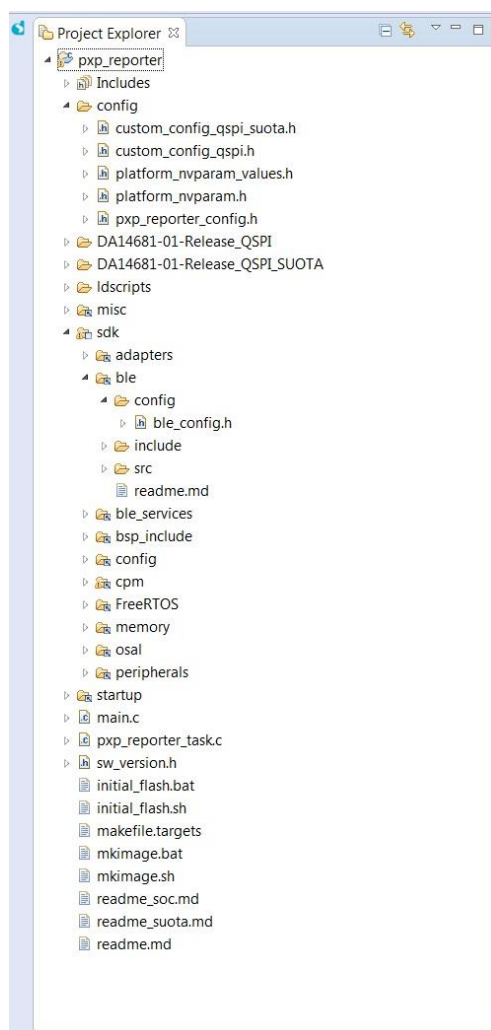 Project Explorer
pxp_reporter
Includes
config
custom_config_qspi_suota.h
custom_config_qspi.h
platform_nvparam_values.h
platform_nvparam.h
pxp_reporter_config.h
DA14681-01-Release_QSPI
DA14681-01-Release_QSPI_SUOTA
ldscripts
misc
sdk
adapters
ble
config
ble_config.h
include
src
readme.md
ble_services
bsp_include
config
cpm
FreeRTOS
memory
osal
peripherals
startup
main.c
pxp_reporter_task.c
sw_version.h
initial_flash.bat
initial_flash.sh
makefile.targets
mkimage.bat
mkimage.sh
readme_soc.md
readme_suota.md
readme.md